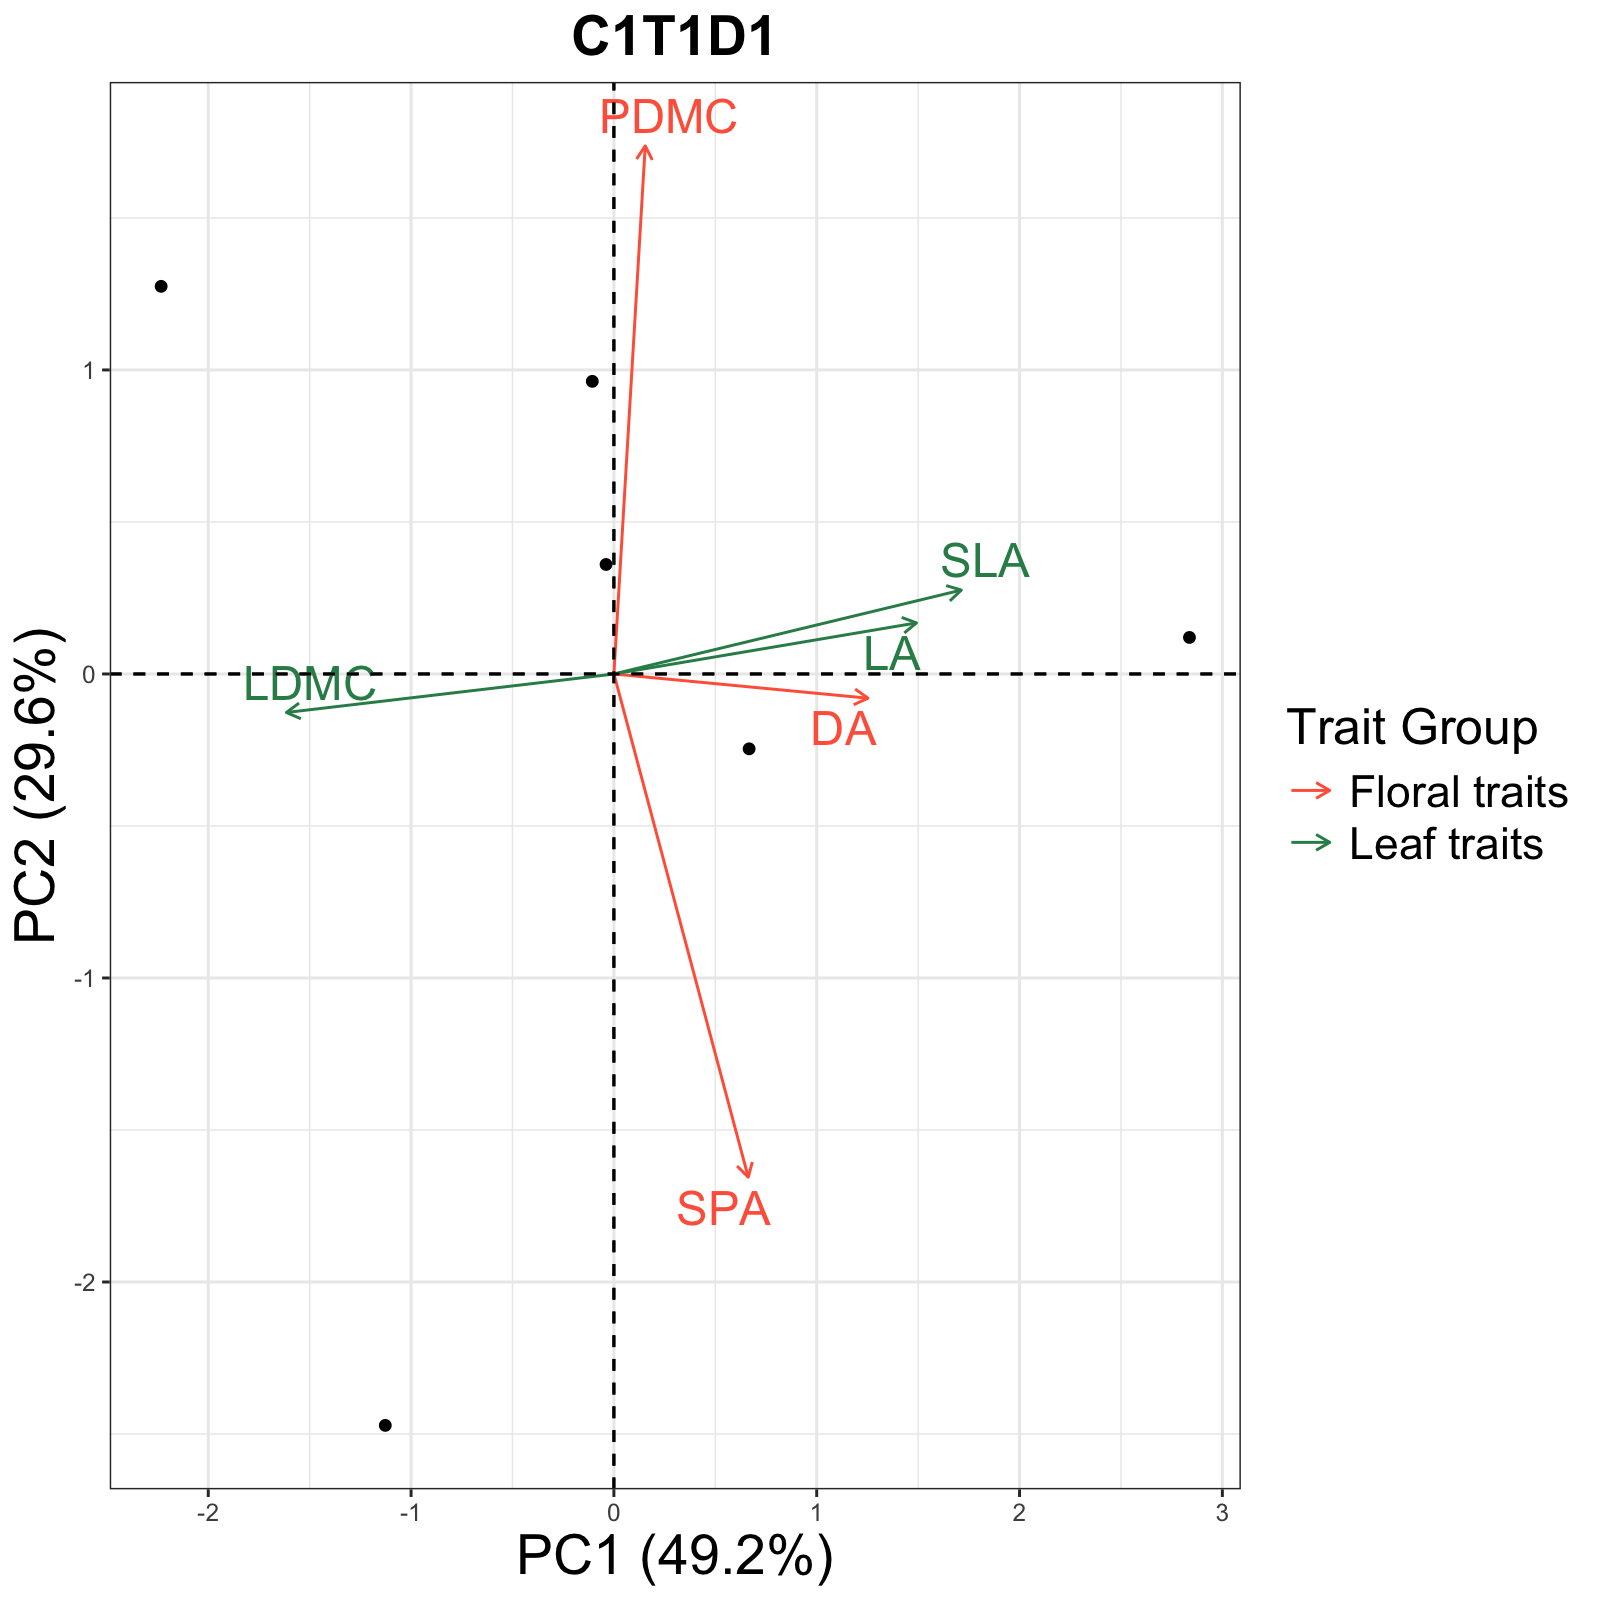 C1T1D1
PDMC
SLA
LA
LDMC
DA
SPA
1
0
-1
-2
-2
-1
0
1
2
3
PC1 (49.2%)
PC2 (29.6%)
Trait Group
Floral traits
Leaf traits